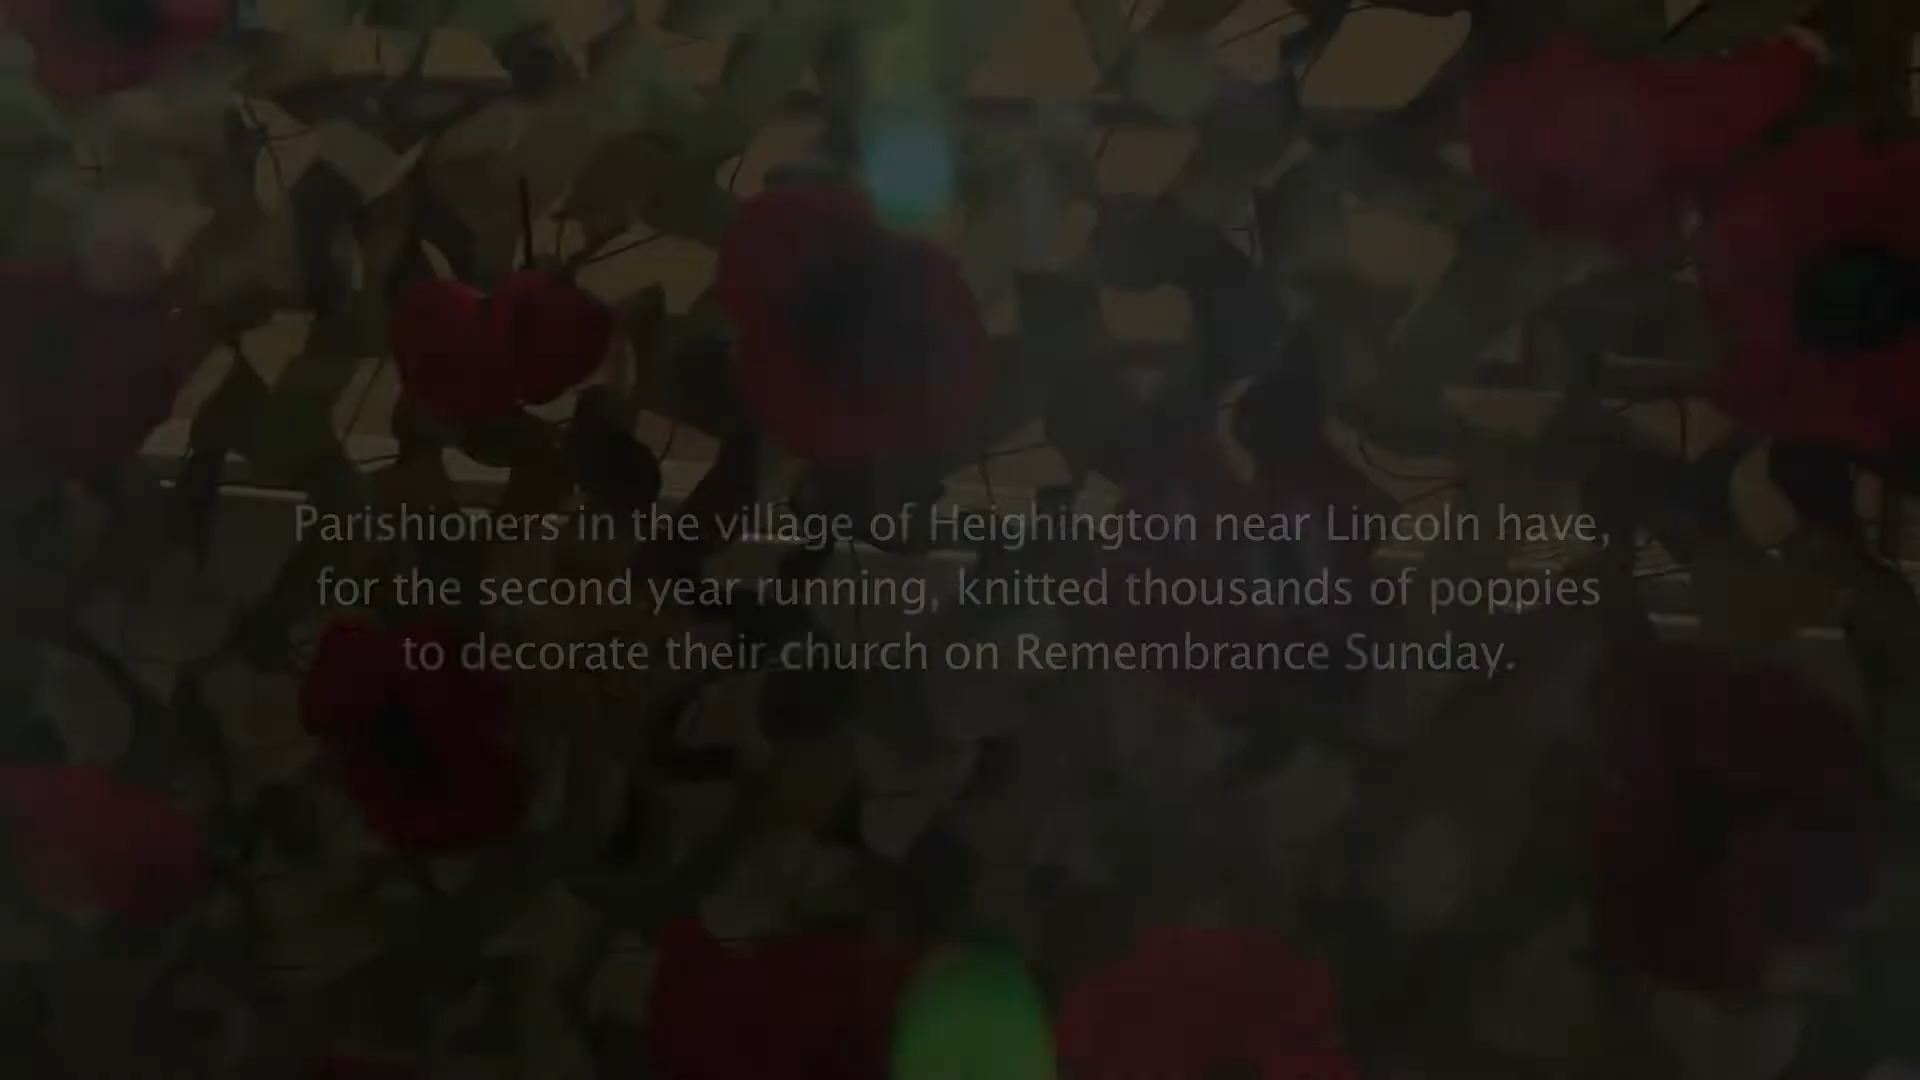 Parishioners in the village of Heighington near Lincoln have,
for the second year running, knitted thousands of poppies
to decorate their church on Remembrance Sunday.